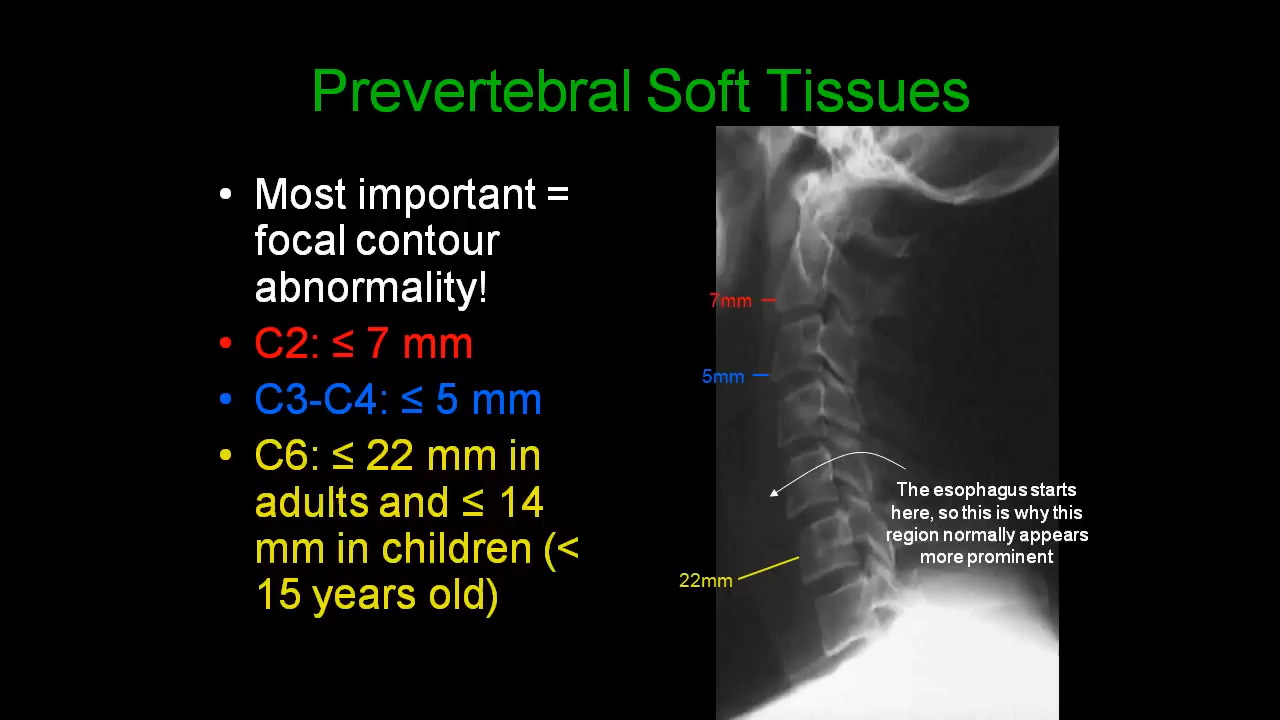 Prevertebral Soft Tissues
• Most important =
focal contour
abnormality!
• C2: ≤ 7 mm
• C3-C4: ≤ 5 mm
• C6: ≤ 22 mm in
adults and ≤ 14
mm in children (<
15 years old)
7mm
5mm
The esophagus starts
here, so this is why this
region normally appears
more prominent
22mm